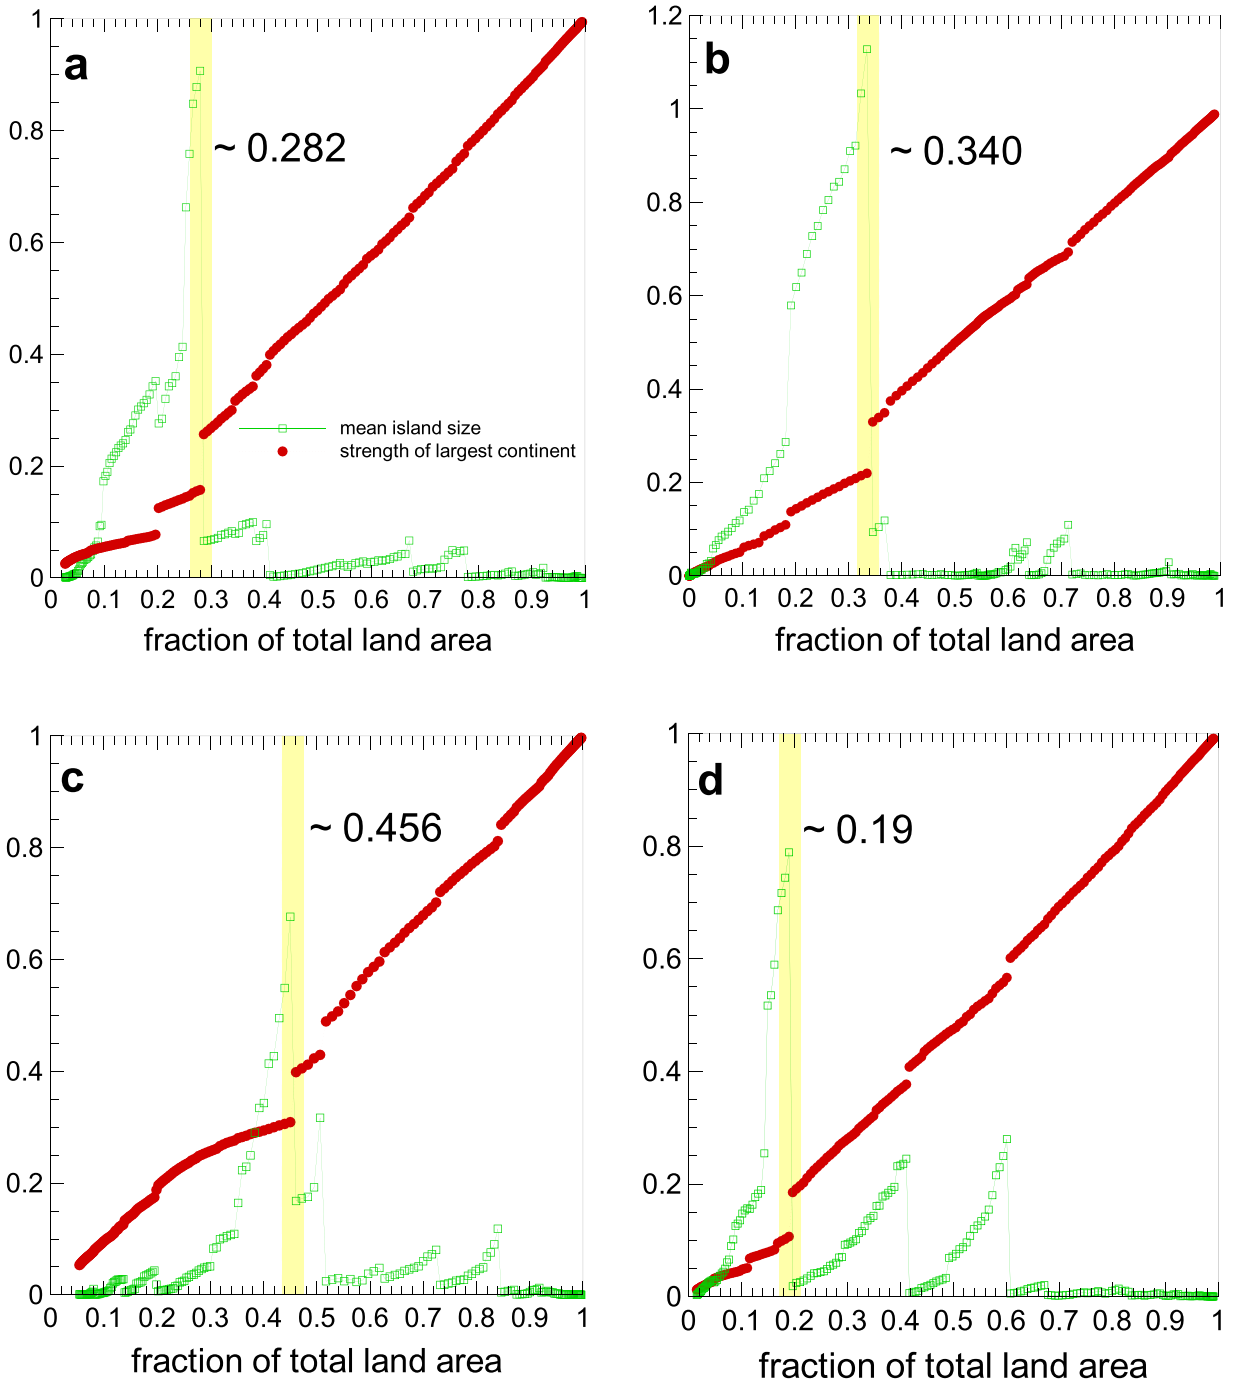 a
1
0.8
0.6
0.4
0.2
0
~ 0.282
mean island size
strength of largest continent
0 0.1 0.2 0.3 0.4 0.5 0.6 0.7 0.8 0.9 1
fraction of total land area
b
1.2
1
0.8
0.6
0.4
0.2
0
~ 0.340
0 0.1 0.2 0.3 0.4 0.5 0.6 0.7 0.8 0.9 1
fraction of total land area
c
1
0.8
0.6
0.4
0.2
0
~ 0.456
0 0.1 0.2 0.3 0.4 0.5 0.6 0.7 0.8 0.9 1
fraction of total land area
d
1
0.8
0.6
0.4
0.2
0
~ 0.19
0 0.1 0.2 0.3 0.4 0.5 0.6 0.7 0.8 0.9 1
fraction of total land area